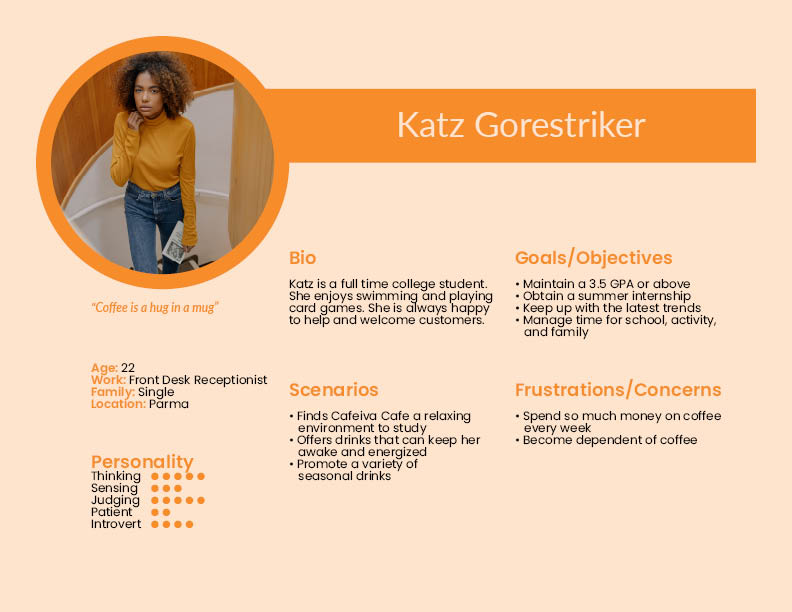 Katz Gorestriker
“Coffee is a hug in a mug”
Age: 22
Work: Front Desk Receptionist
Family: Single
Location: Parma
Personality
Thinking
Sensing
Judging
Patient
Introvert
Bio
Katz is a full time college student.
She enjoys swimming and playing
card games. She is always happy
to help and welcome customers.
Goals/Objectives
• Maintain a 3.5 GPA or above
• Obtain a summer internship
• Keep up with the latest trends
• Manage time for school, activity,
and family
Scenarios
• Finds Cafeiva Cafe a relaxing
environment to study
• Offers drinks that can keep her
awake and energized
• Promote a variety of
seasonal drinks
Frustrations/Concerns
• Spend so much money on coffee
every week
• Become dependent of coffee